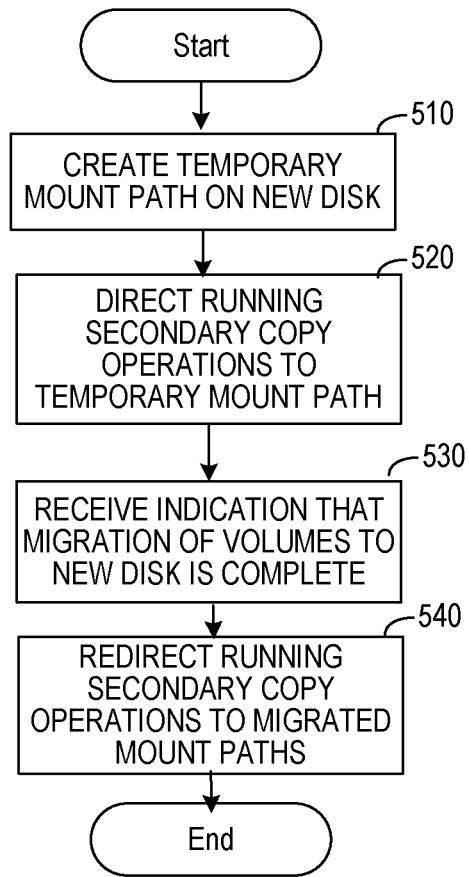 Start
510
CREATE TEMPORARY
MOUNT PATH ON NEW DISK
520
DIRECT RUNNING
SECONDARY COPY
OPERATIONS TO
TEMPORARY MOUNT PATH
530
RECEIVE INDICATION THAT
MIGRATION OF VOLUMES TO
NEW DISK IS COMPLETE
540
REDIRECT RUNNING
SECONDARY COPY
OPERATIONS TO MIGRATED
MOUNT PATHS
End